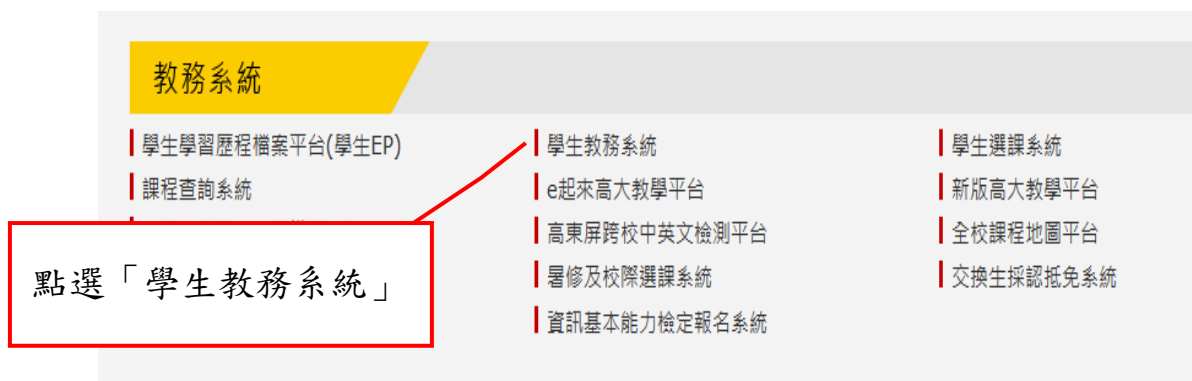 教務系統
學生學習歷程檔案平台(學生EP)
學生教務系統
學生選課系統
課程查詢系統
e起來高大教學平台
新版高大教學平台
高東屏跨校中英文檢測平台
全校課程地圖平台
點選「學生教務系統」
暑修及校際選課系統
交換生採認抵免系統
資訊基本能力檢定報名系統